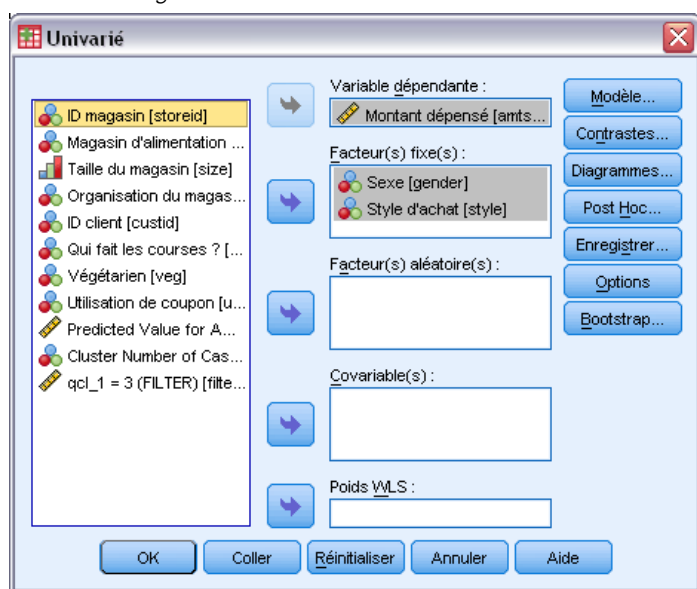 Univarié
ID magasin [storeid]
Magasin d'alimentation ...
Taille du magasin [size]
Organisation du magas...
ID client [custid]
Qui fait les courses ? [...
Végétarien [veg]
Utilisation de coupon [u...
Predicted Value for A...
Cluster Number of Cas...
qcl_1 = 3 (FILTER) [filte...
Variable dépendante :
Montant dépensé [amts...
Facteur(s) fixe(s) :
Sexe [gender]
Style d'achat [style]
Facteur(s) aléatoire(s) :
Covariable(s) :
Poids WLS :
Modèle...
Contrastes...
Diagrammes...
Post Hoc...
Enregistrer...
Options
Bootstrap...
OK
Coller
Réinitialiser
Annuler
Aide